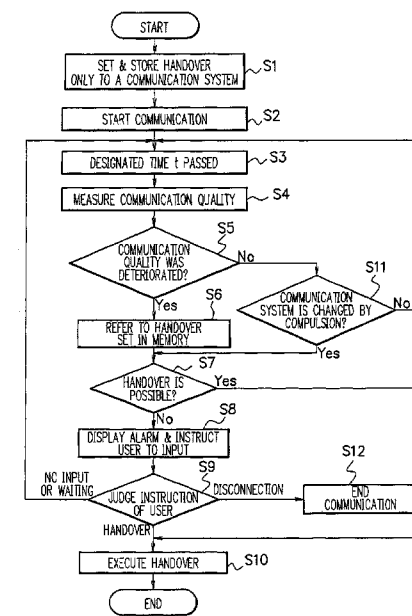 START
SET & STORE HANDOVER
ONLY TO A COMMUNICATION SYSTEM
S1
START COMMUNICATION
S2
DESIGNATED TIME t PASSED
S3
MEASURE COMMUNICATION QUALITY
S4
COMMUNICATION
QUALITY WAS
DETERIORATED?
S5
No
Yes
COMMUNICATION
SYSTEM IS CHANGED BY
COMPULSION?
S11
No
Yes
REFER TO HANDOVER
SET IN MEMORY
S6
HANDOVER IS
POSSIBLE?
S7
Yes
No
DISPLAY ALARM & INSTRUCT
USER TO INPUT
S8
NO INPUT
OR WAITING
JUDGE INSTRUCTION
OF USER
S9
DISCONNECTION
END
COMMUNICATION
S12
HANDOVER
EXECUTE HANDOVER
S10
END